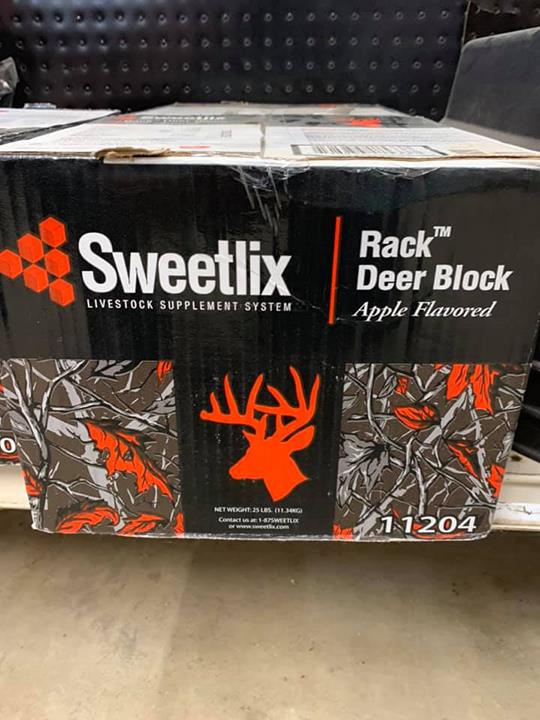 Sweetlix
LIVESTOCK SUPPLEMENT SYSTEM
Rack™
Deer Block
Apple Flavored
0
NET WEIGHT: 25 LBS. (11.34KG)
Contact us at: 1-87SWEETLIX
or www.sweetlix.com
11204